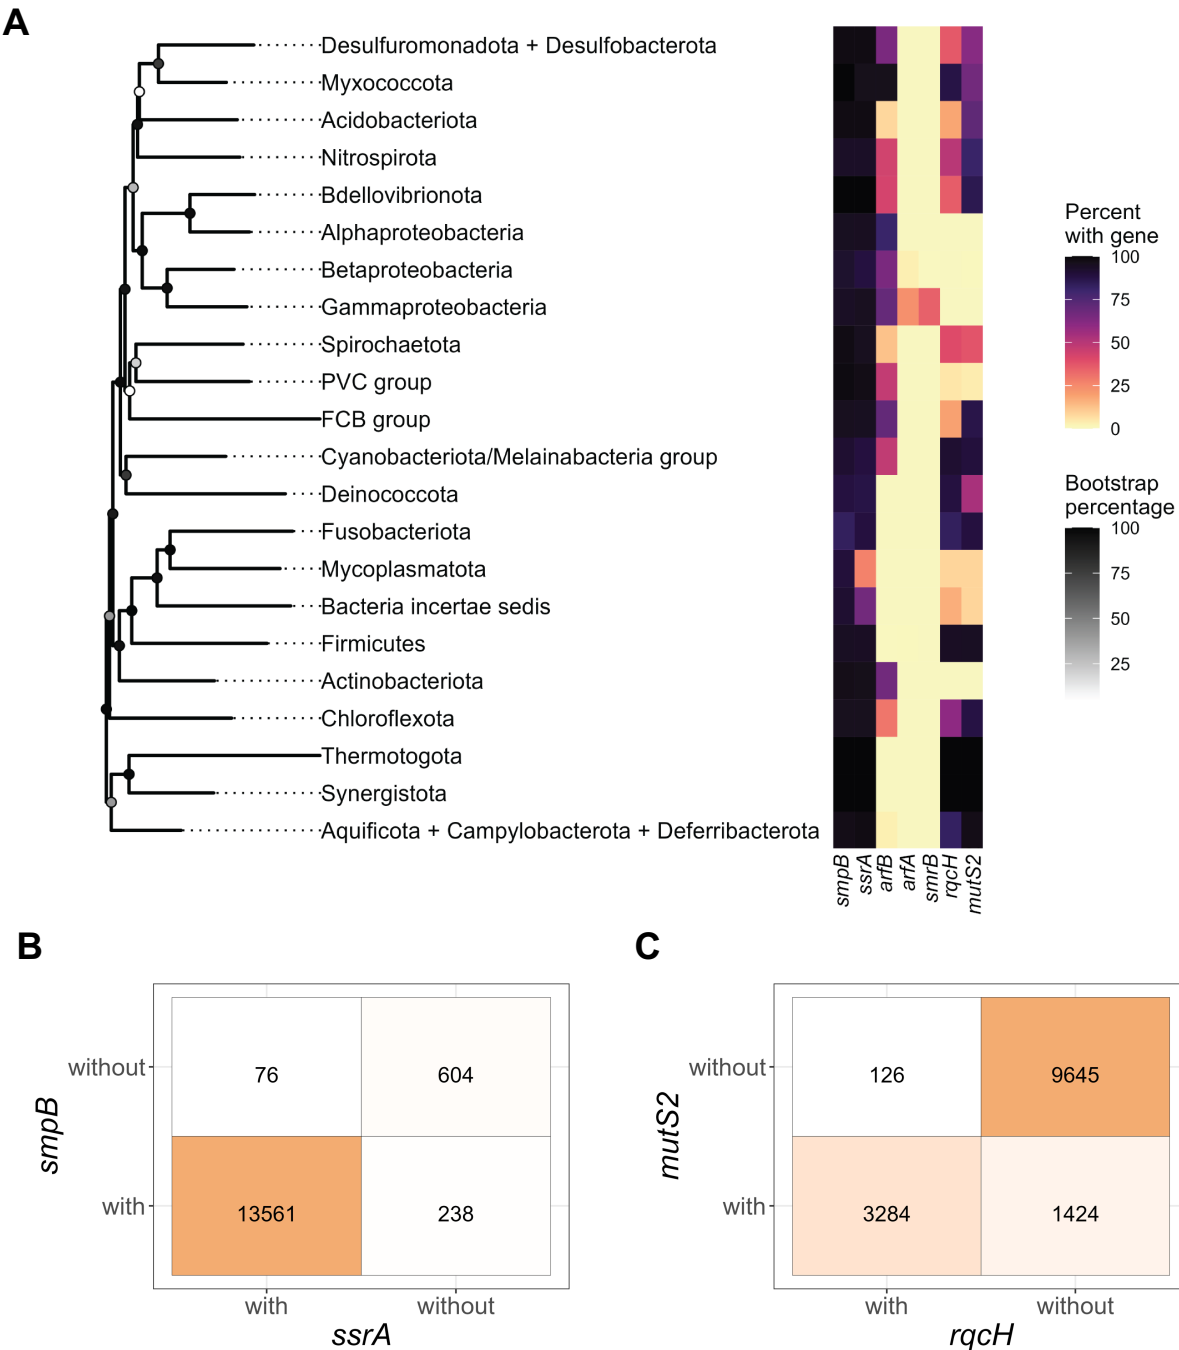 A
Desulfuromonadota + Desulfobacterota
Myxococcota
Acidobacteriota
Nitrospirota
Bdellovibrionota
Alphaproteobacteria
Betaproteobacteria
Gammaproteobacteria
Spirochaetota
PVC group
FCB group
Cyanobacteriota/Melainabacteria group
Deinococcota
Fusobacteriota
Mycoplasmatota
Bacteria incertae sedis
Firmicutes
Actinobacteriota
Chloroflexota
Thermotogota
Synergistota
Aquificota + Campylobacterota + Deferribacterota
smpB
ssrA
arfB
arfA
smrB
rqcH
mutS2
Percent
with gene
100
75
50
25
0
Bootstrap
percentage
100
75
50
25
B
smpB
without
76
604
with
13561
238
with
without
ssrA
C
mutS2
without
126
9645
with
3284
1424
with
without
rqcH